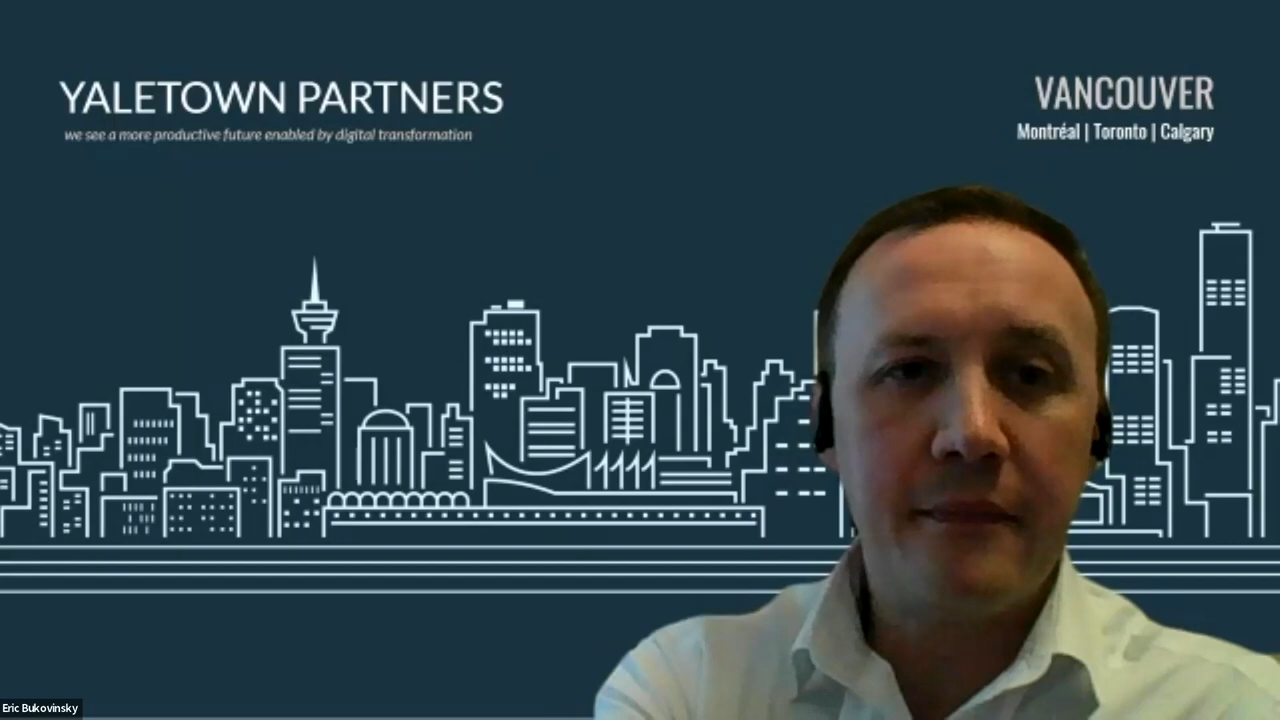 YALETOWN PARTNERS
we see a more productive future enabled by digital transformation
VANCOUVER
Montréal | Toronto | Calgary
Eric Bukovinsky